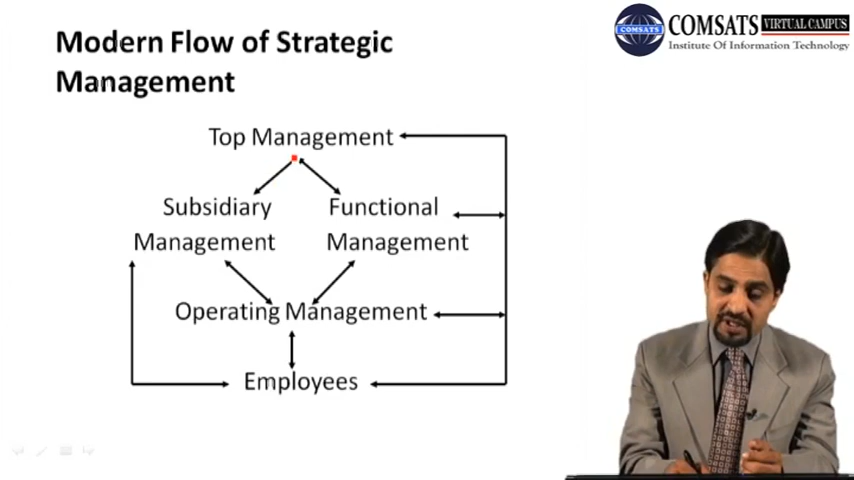 Modern Flow of Strategic
Management
COMSATS
COMSATS VIRTUAL CAMPUS
Institute Of Information Technology
Top Management
Subsidiary
Management
Functional
Management
Operating Management
Employees